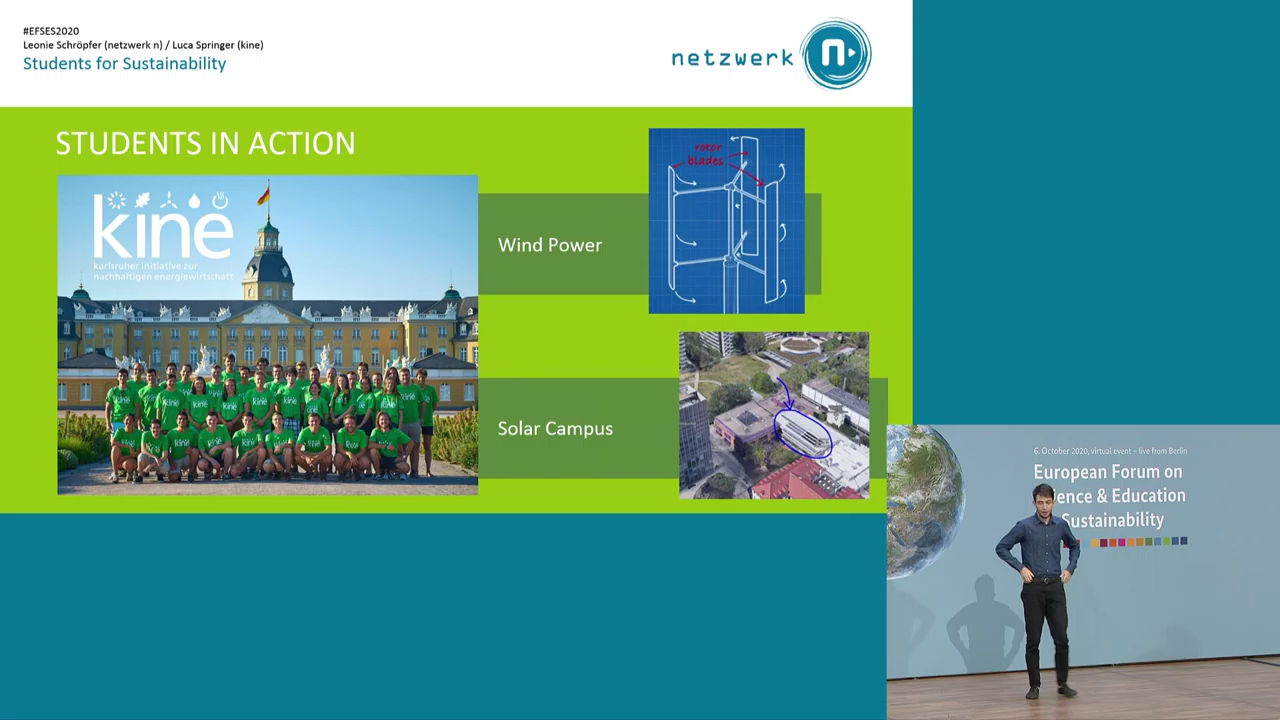 #EFSES2020
Leonie Schröpfer (netzwerk n) / Luca Springer (kine)
Students for Sustainability
netzwerk n
STUDENTS IN ACTION
kine
karlsruher initiative zur
nachhaltigen energiewirtschaft
Wind Power
rotor
blades
Solar Campus
6. October 2020, virtual event – live from Berlin
European Forum on
ence & Education
Sustainability